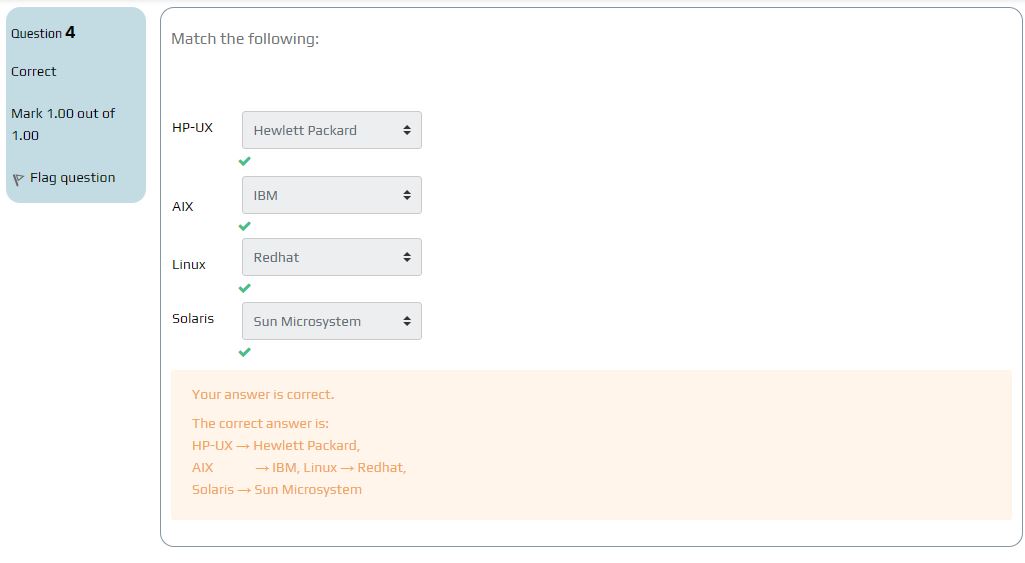 Question 4
Correct
Mark 1.00 out of
1.00
Flag question
Match the following:
HP-UX
Hewlett Packard
AIX
IBM
Linux
Redhat
Solaris
Sun Microsystem
Your answer is correct.
The correct answer is:
HP-UX → Hewlett Packard,
AIX → IBM, Linux → Redhat,
Solaris → Sun Microsystem